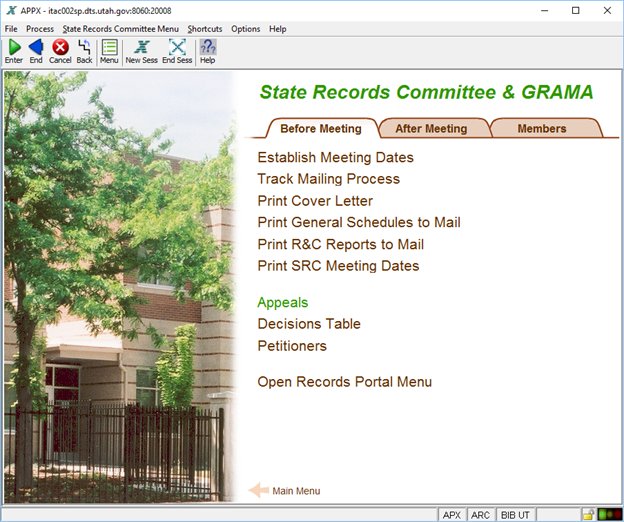 APPX - itac002sp.dts.utah.gov:8060:20008
File Process State Records Committee Menu Shortcuts Options Help
Enter End Cancel Back Menu New Sess End Sess Help
State Records Committee & GRAMA
Before Meeting After Meeting Members
Establish Meeting Dates
Track Mailing Process
Print Cover Letter
Print General Schedules to Mail
Print R&C Reports to Mail
Print SRC Meeting Dates
Appeals
Decisions Table
Petitioners
Open Records Portal Menu
Main Menu
APX ARC BIB UT